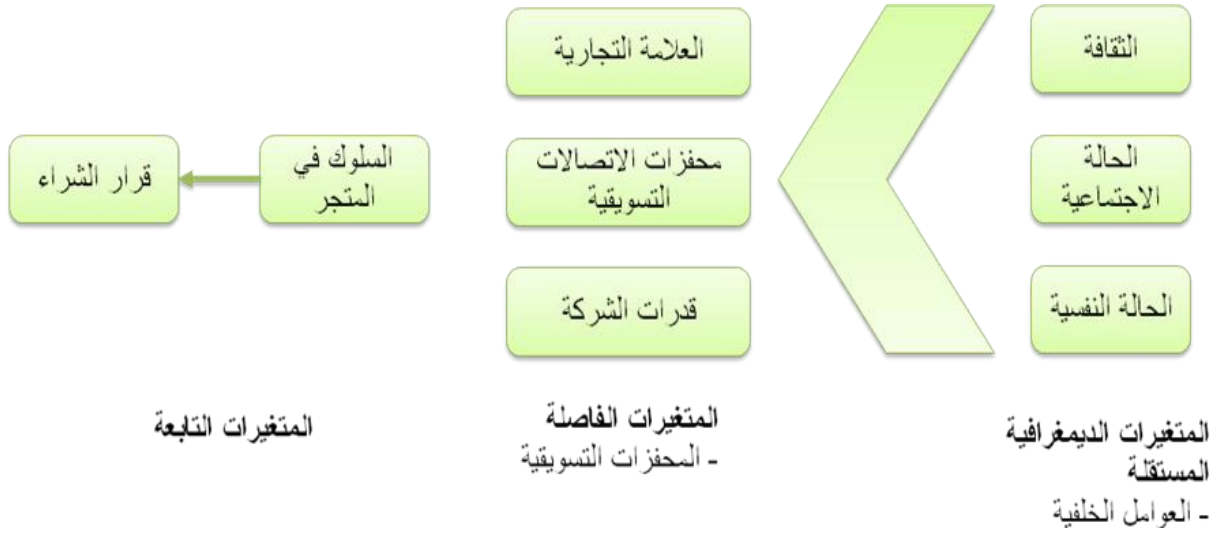 الثقافة
الحالة
الاجتماعية
الحالة النفسية
المتغيرات الديمغرافية
المستقلة
- العوامل الخلفية
العلامة التجارية
محفزات الاتصالات
التسويقية
قدرات الشركة
المتغيرات الفاصلة
- المحفزات التسويقية
السلوك في
المتجر
قرار الشراء
المتغيرات التابعة